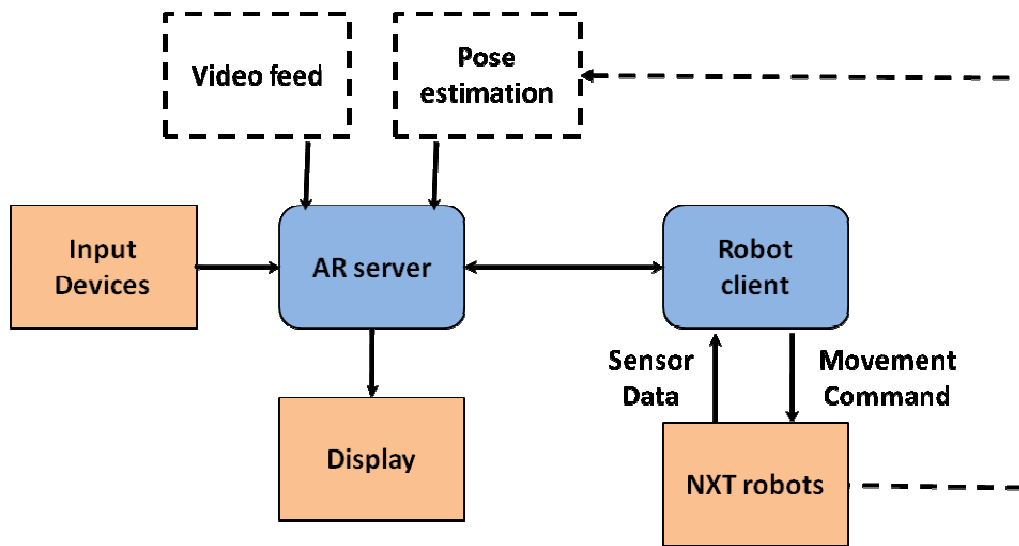 Video feed
Pose
estimation
Input
Devices
AR server
Robot
client
Sensor
Data
Movement
Command
Display
NXT robots